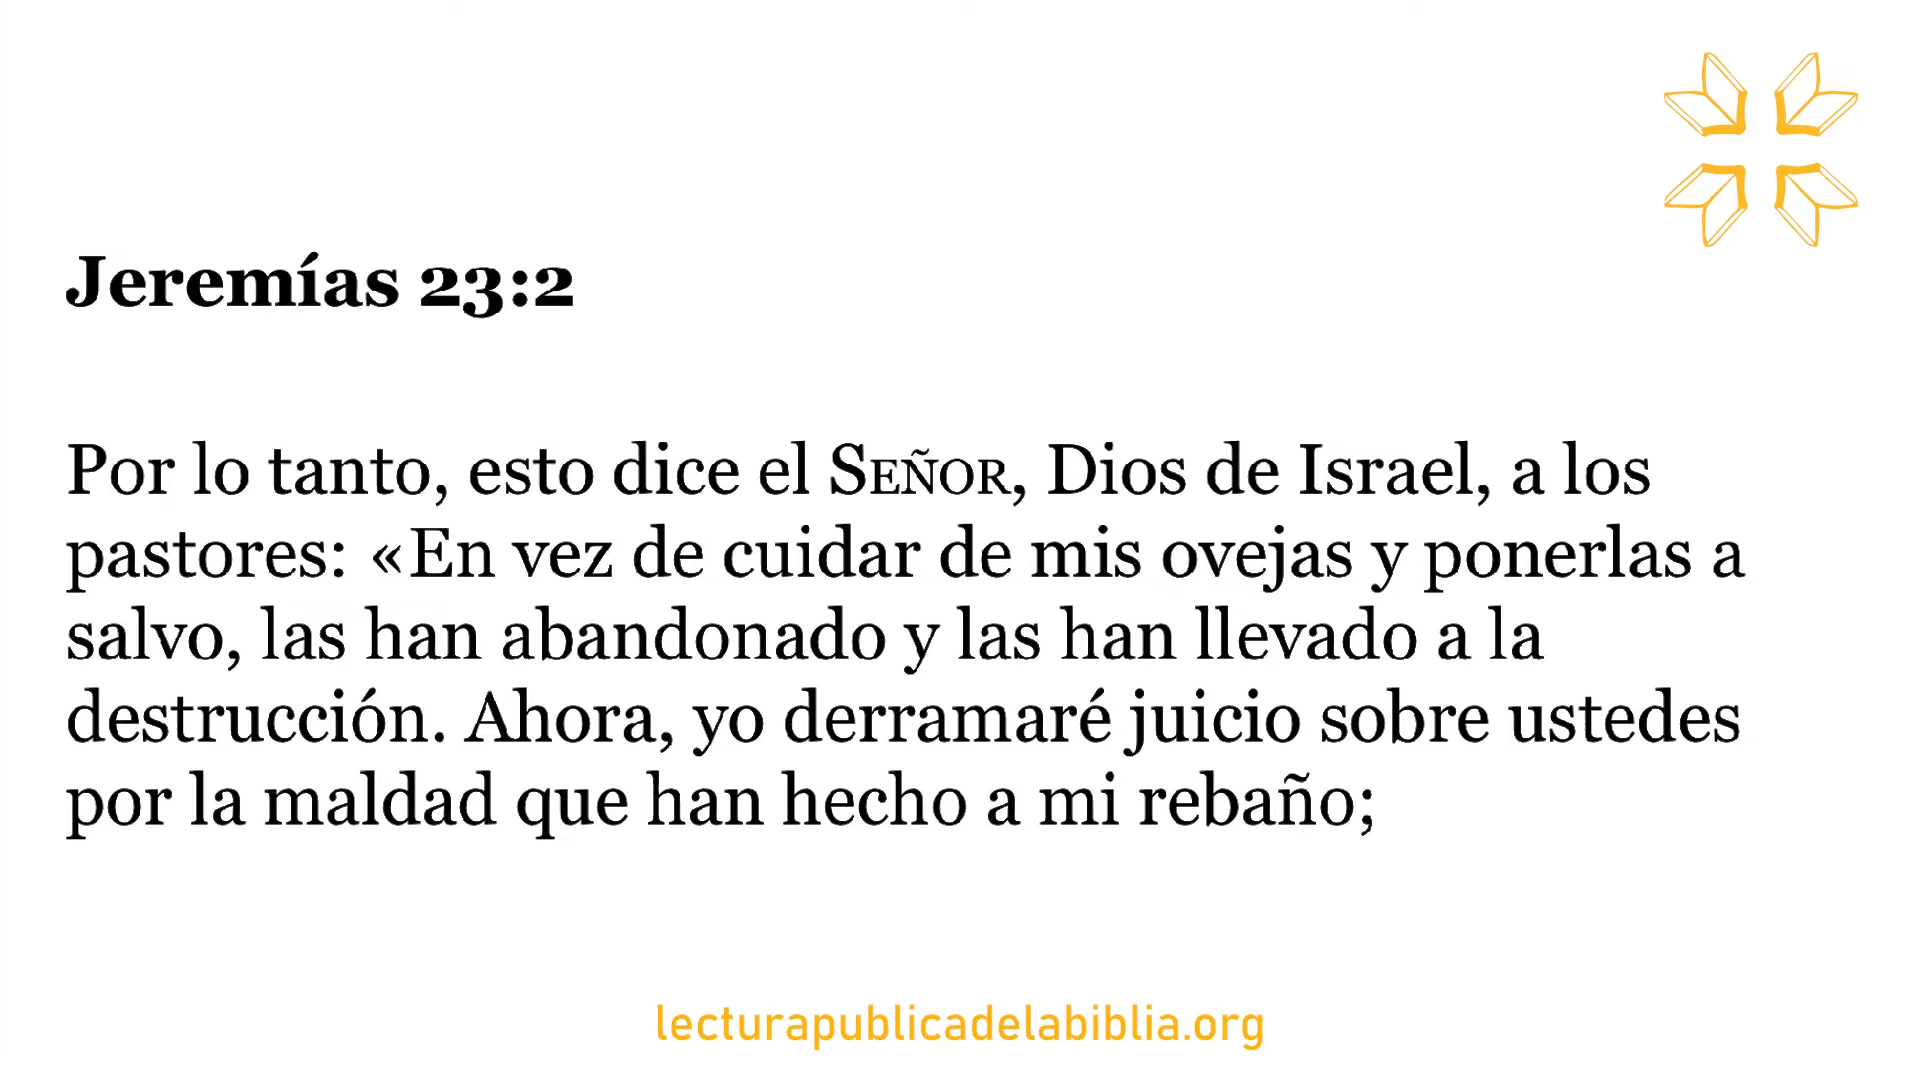 Jeremías 23:2
Por lo tanto, esto dice el SEÑOR, Dios de Israel, a los
pastores: «En vez de cuidar de mis ovejas y ponerlas a
salvo, las han abandonado y las han llevado a la
destrucción. Ahora, yo derramaré juicio sobre ustedes
por la maldad que han hecho a mi rebaño;
lecturapublicadelabiblia.org